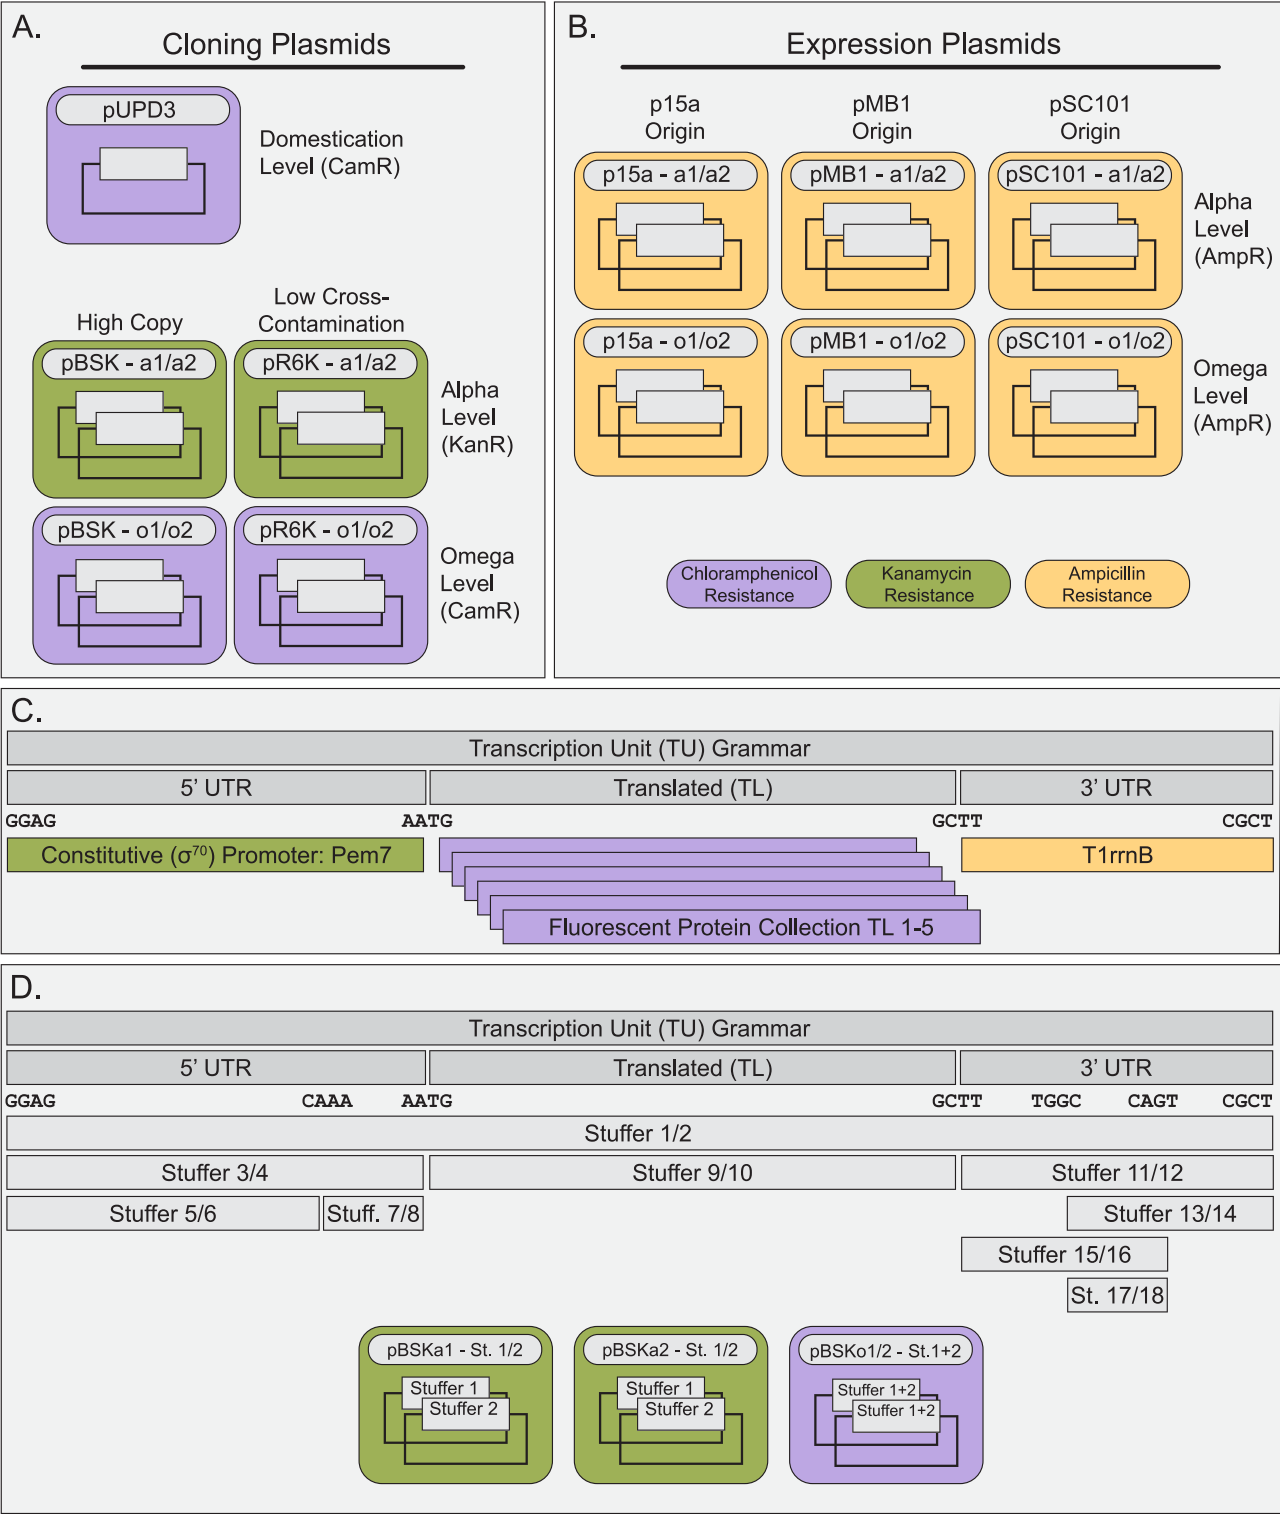 A.
Cloning Plasmids
pUPD3
Domestication
Level (CamR)
High Copy
Low Cross-
Contamination
pBSK - a1/a2
pR6K - a1/a2
Alpha
Level
(KanR)
pBSK - o1/o2
pR6K - o1/o2
Omega
Level
(CamR)
B.
Expression Plasmids
p15a
Origin
pMB1
Origin
pSC101
Origin
p15a - a1/a2
pMB1 - a1/a2
pSC101 - a1/a2
Alpha
Level
(AmpR)
p15a - o1/o2
pMB1 - o1/o2
pSC101 - o1/o2
Omega
Level
(AmpR)
Chloramphenicol
Resistance
Kanamycin
Resistance
Ampicillin
Resistance
C.
Transcription Unit (TU) Grammar
5’ UTR
Translated (TL)
3’ UTR
GGAG AATG GCTT CGCT
Constitutive (σ⁷⁰) Promoter: Pem7
T1rrnB
Fluorescent Protein Collection TL 1-5
D.
Transcription Unit (TU) Grammar
5’ UTR
Translated (TL)
3’ UTR
GGAG CAAA AATG GCTT TGGC CAGT CGCT
Stuffer 1/2
Stuffer 3/4
Stuffer 9/10
Stuffer 11/12
Stuffer 5/6
Stuff. 7/8
Stuffer 13/14
Stuffer 15/16
St. 17/18
pBSKa1 - St. 1/2
Stuffer 1
Stuffer 2
pBSKa2 - St. 1/2
Stuffer 1
Stuffer 2
pBSKo1/2 - St.1+2
Stuffer 1+2
Stuffer 1+2